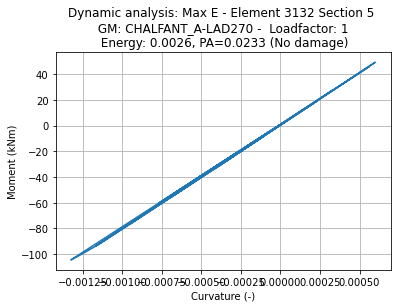 Dynamic analysis: Max E - Element 3132 Section 5
GM: CHALFANT_A-LAD270 -  Loadfactor: 1
Energy: 0.0026, PA=0.0233 (No damage)
Moment (kNm)
40
20
0
−20
−40
−60
−80
−100
−0.00125−0.00100−0.00075−0.00050−0.00025 0.00000 0.00025 0.00050
Curvature (-)